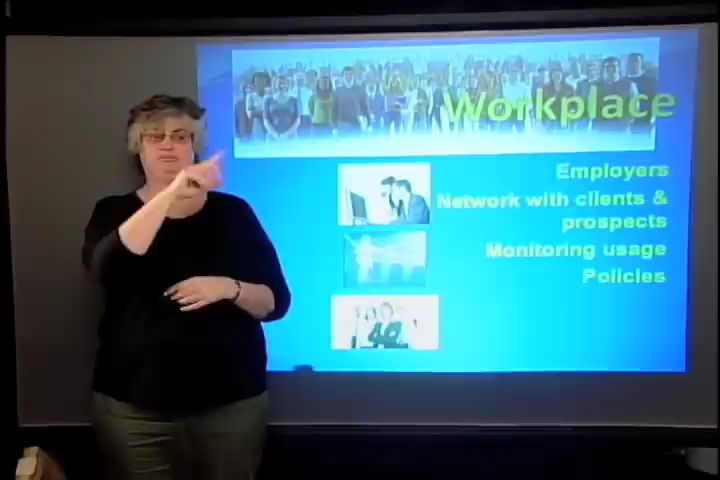 Workplace
Employers
Network with clients &
prospects
Monitoring usage
Policies